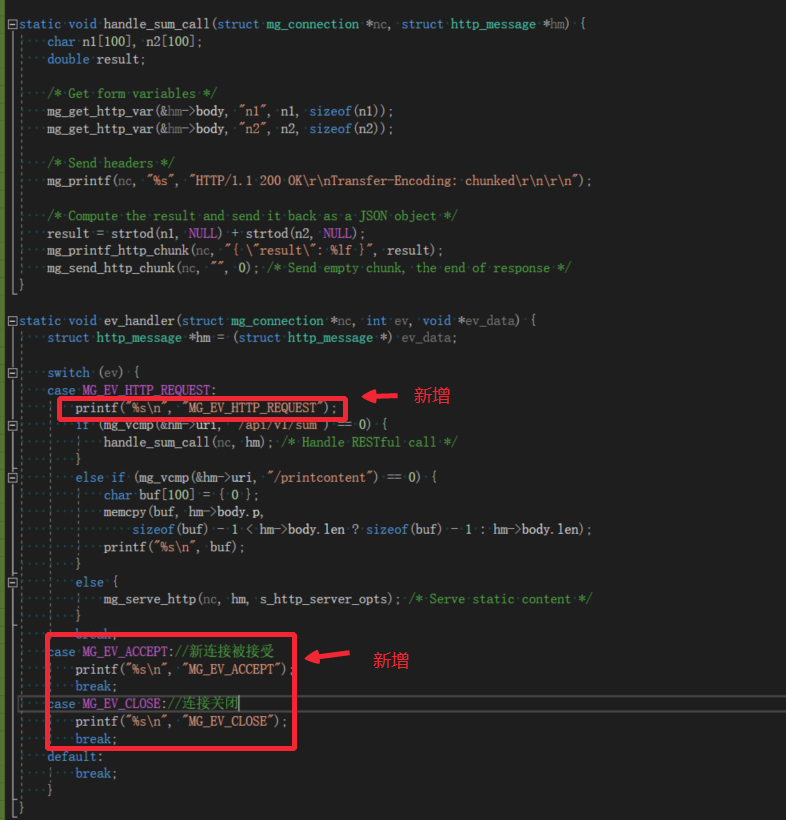 static void handle_sum_call(struct mg_connection *nc, struct http_message *hm) {
char n1[100], n2[100];
double result;
/* Get form variables */
mg_get_http_var(&hm->body, "n1", n1, sizeof(n1));
mg_get_http_var(&hm->body, "n2", n2, sizeof(n2));
/* Send headers */
mg_printf(nc, "%s", "HTTP/1.1 200 OK\r\nTransfer-Encoding: chunked\r\n\r\n");
/* Compute the result and send it back as a JSON object */
result = strtod(n1, NULL) + strtod(n2, NULL);
mg_printf_http_chunk(nc, "{ \"result\": %lf }", result);
mg_send_http_chunk(nc, "", 0); /* Send empty chunk, the end of response */
}
static void ev_handler(struct mg_connection *nc, int ev, void *ev_data) {
struct http_message *hm = (struct http_message *) ev_data;
switch (ev) {
case MG_EV_HTTP_REQUEST:
新增
printf("%s\n", "MG_EV_HTTP_REQUEST");
if (mg_vcmp(&hm->uri, "/api/v1/sum") == 0) {
handle_sum_call(nc, hm); /* Handle RESTful call */
}
else if (mg_vcmp(&hm->uri, "/printcontent") == 0) {
char buf[100] = { 0 };
memcpy(buf, hm->body.p,
sizeof(buf) - 1 < hm->body.len ? sizeof(buf) - 1 : hm->body.len);
printf("%s\n", buf);
}
else {
mg_serve_http(nc, hm, s_http_server_opts); /* Serve static content */
}
break;
case MG_EV_ACCEPT://新连接被接受
新增
printf("%s\n", "MG_EV_ACCEPT");
break;
case MG_EV_CLOSE://连接关闭
printf("%s\n", "MG_EV_CLOSE");
break;
default:
break;
}
}